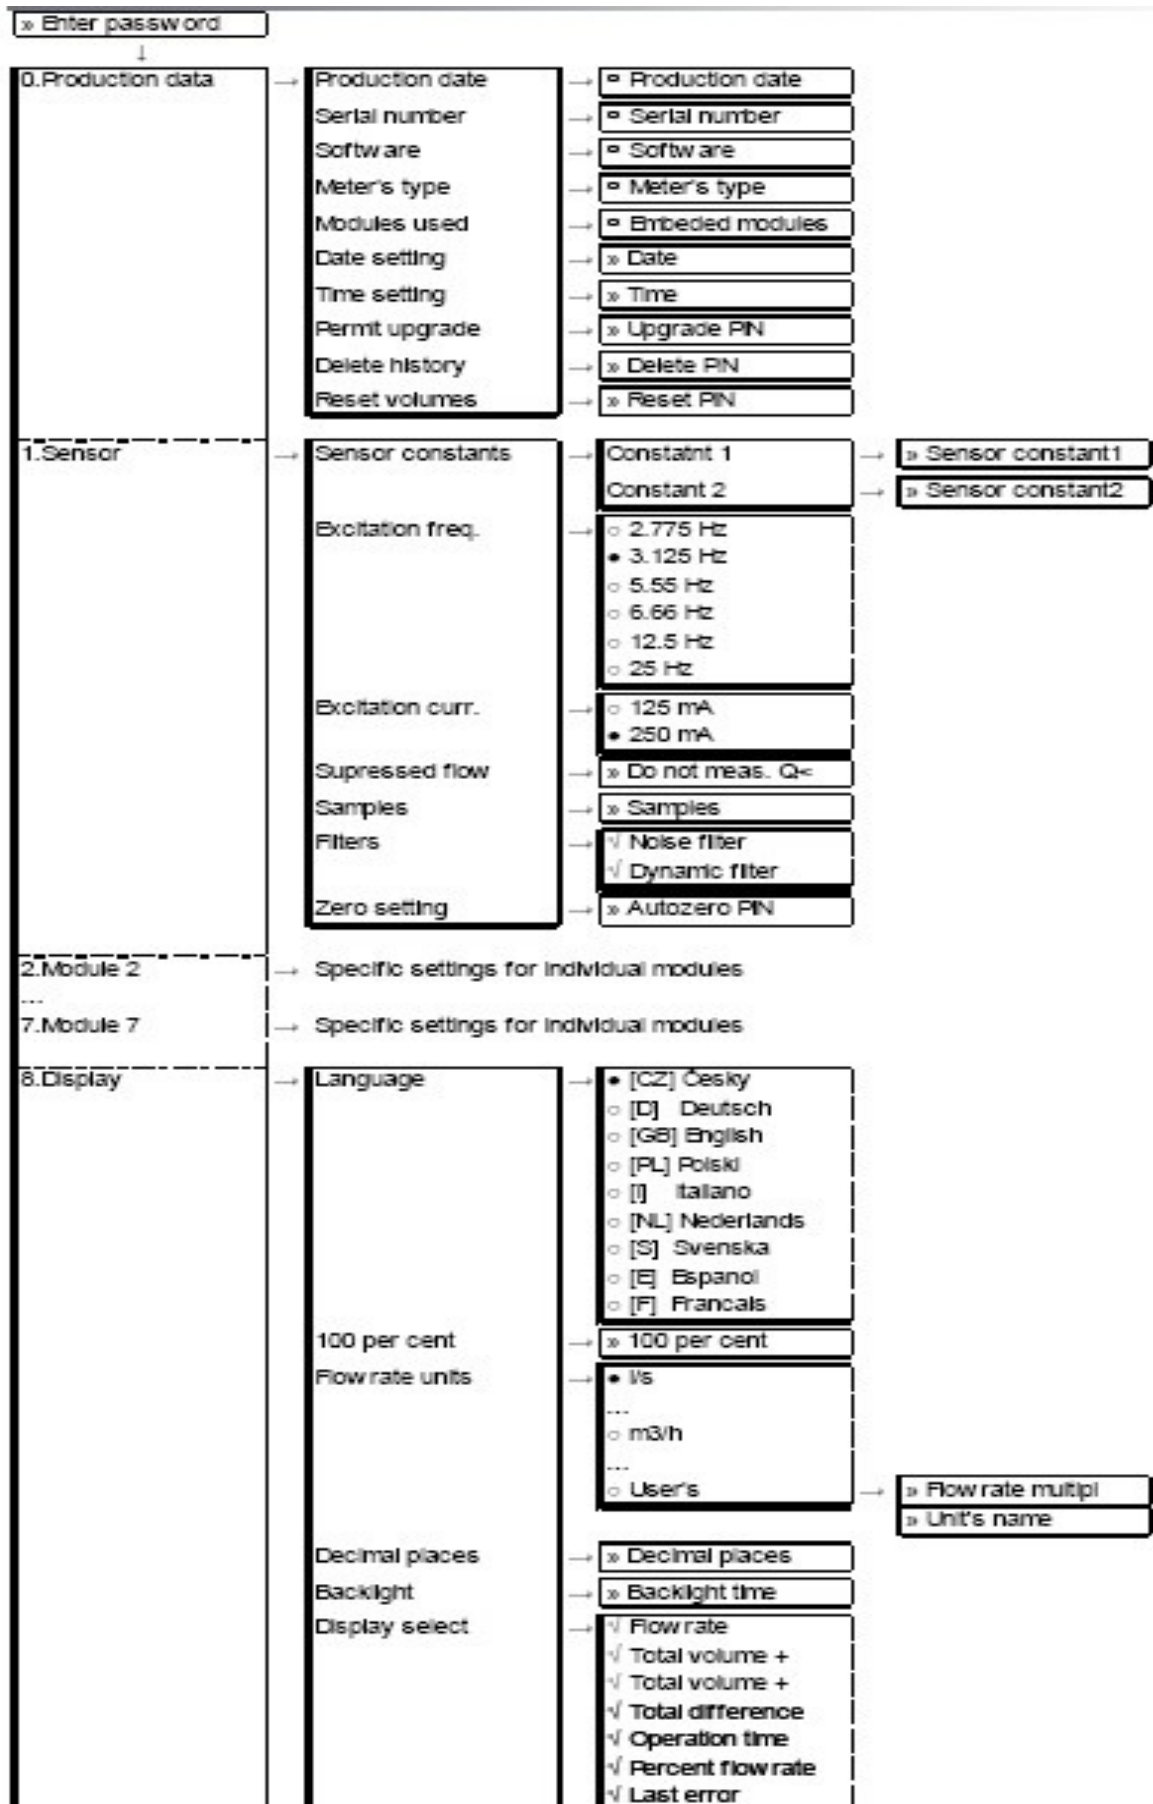 » Enter password
↓
0.Production data → Production date → ▫ Production date
Serial number → ▫ Serial number
Software → ▫ Software
Meter's type → ▫ Meter's type
Modules used → ▫ Embeded modules
Date setting → » Date
Time setting → » Time
Permit upgrade → » Upgrade PIN
Delete history → » Delete PIN
Reset volumes → » Reset PIN
1.Sensor → Sensor constants → Constatnt 1 → » Sensor constant1
Constant 2 → » Sensor constant2
Excitation freq. → ○ 2.775 Hz
● 3.125 Hz
○ 5.55 Hz
○ 6.66 Hz
○ 12.5 Hz
○ 25 Hz
Excitation curr. → ○ 125 mA
● 250 mA
Supressed flow → » Do not meas. Q<
Samples → » Samples
Filters → √ Noise filter
√ Dynamic filter
Zero setting → » Autozero PIN
2.Module 2 → Specific settings for individual modules
...
7.Module 7 → Specific settings for individual modules
8.Display → Language → ● [CZ] Česky
○ [D] Deutsch
○ [GB] English
○ [PL] Polski
○ [I] Italiano
○ [NL] Nederlands
○ [S] Svenska
○ [E] Espanol
○ [F] Francais
100 per cent → » 100 per cent
Flow rate units → ● l/s
...
○ m3/h
...
○ User's → » Flow rate multipl
» Unit's name
Decimal places → » Decimal places
Backlight → » Backlight time
Display select → √ Flow rate
√ Total volume +
√ Total volume +
√ Total difference
√ Operation time
√ Percent flow rate
√ Last error